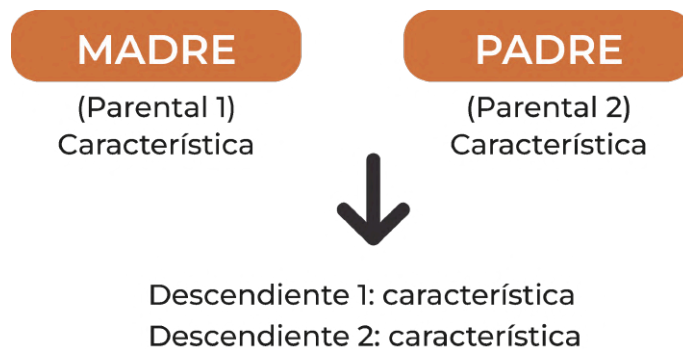 MADRE
(Parental 1)
Característica
PADRE
(Parental 2)
Característica
Descendiente 1: característica
Descendiente 2: característica